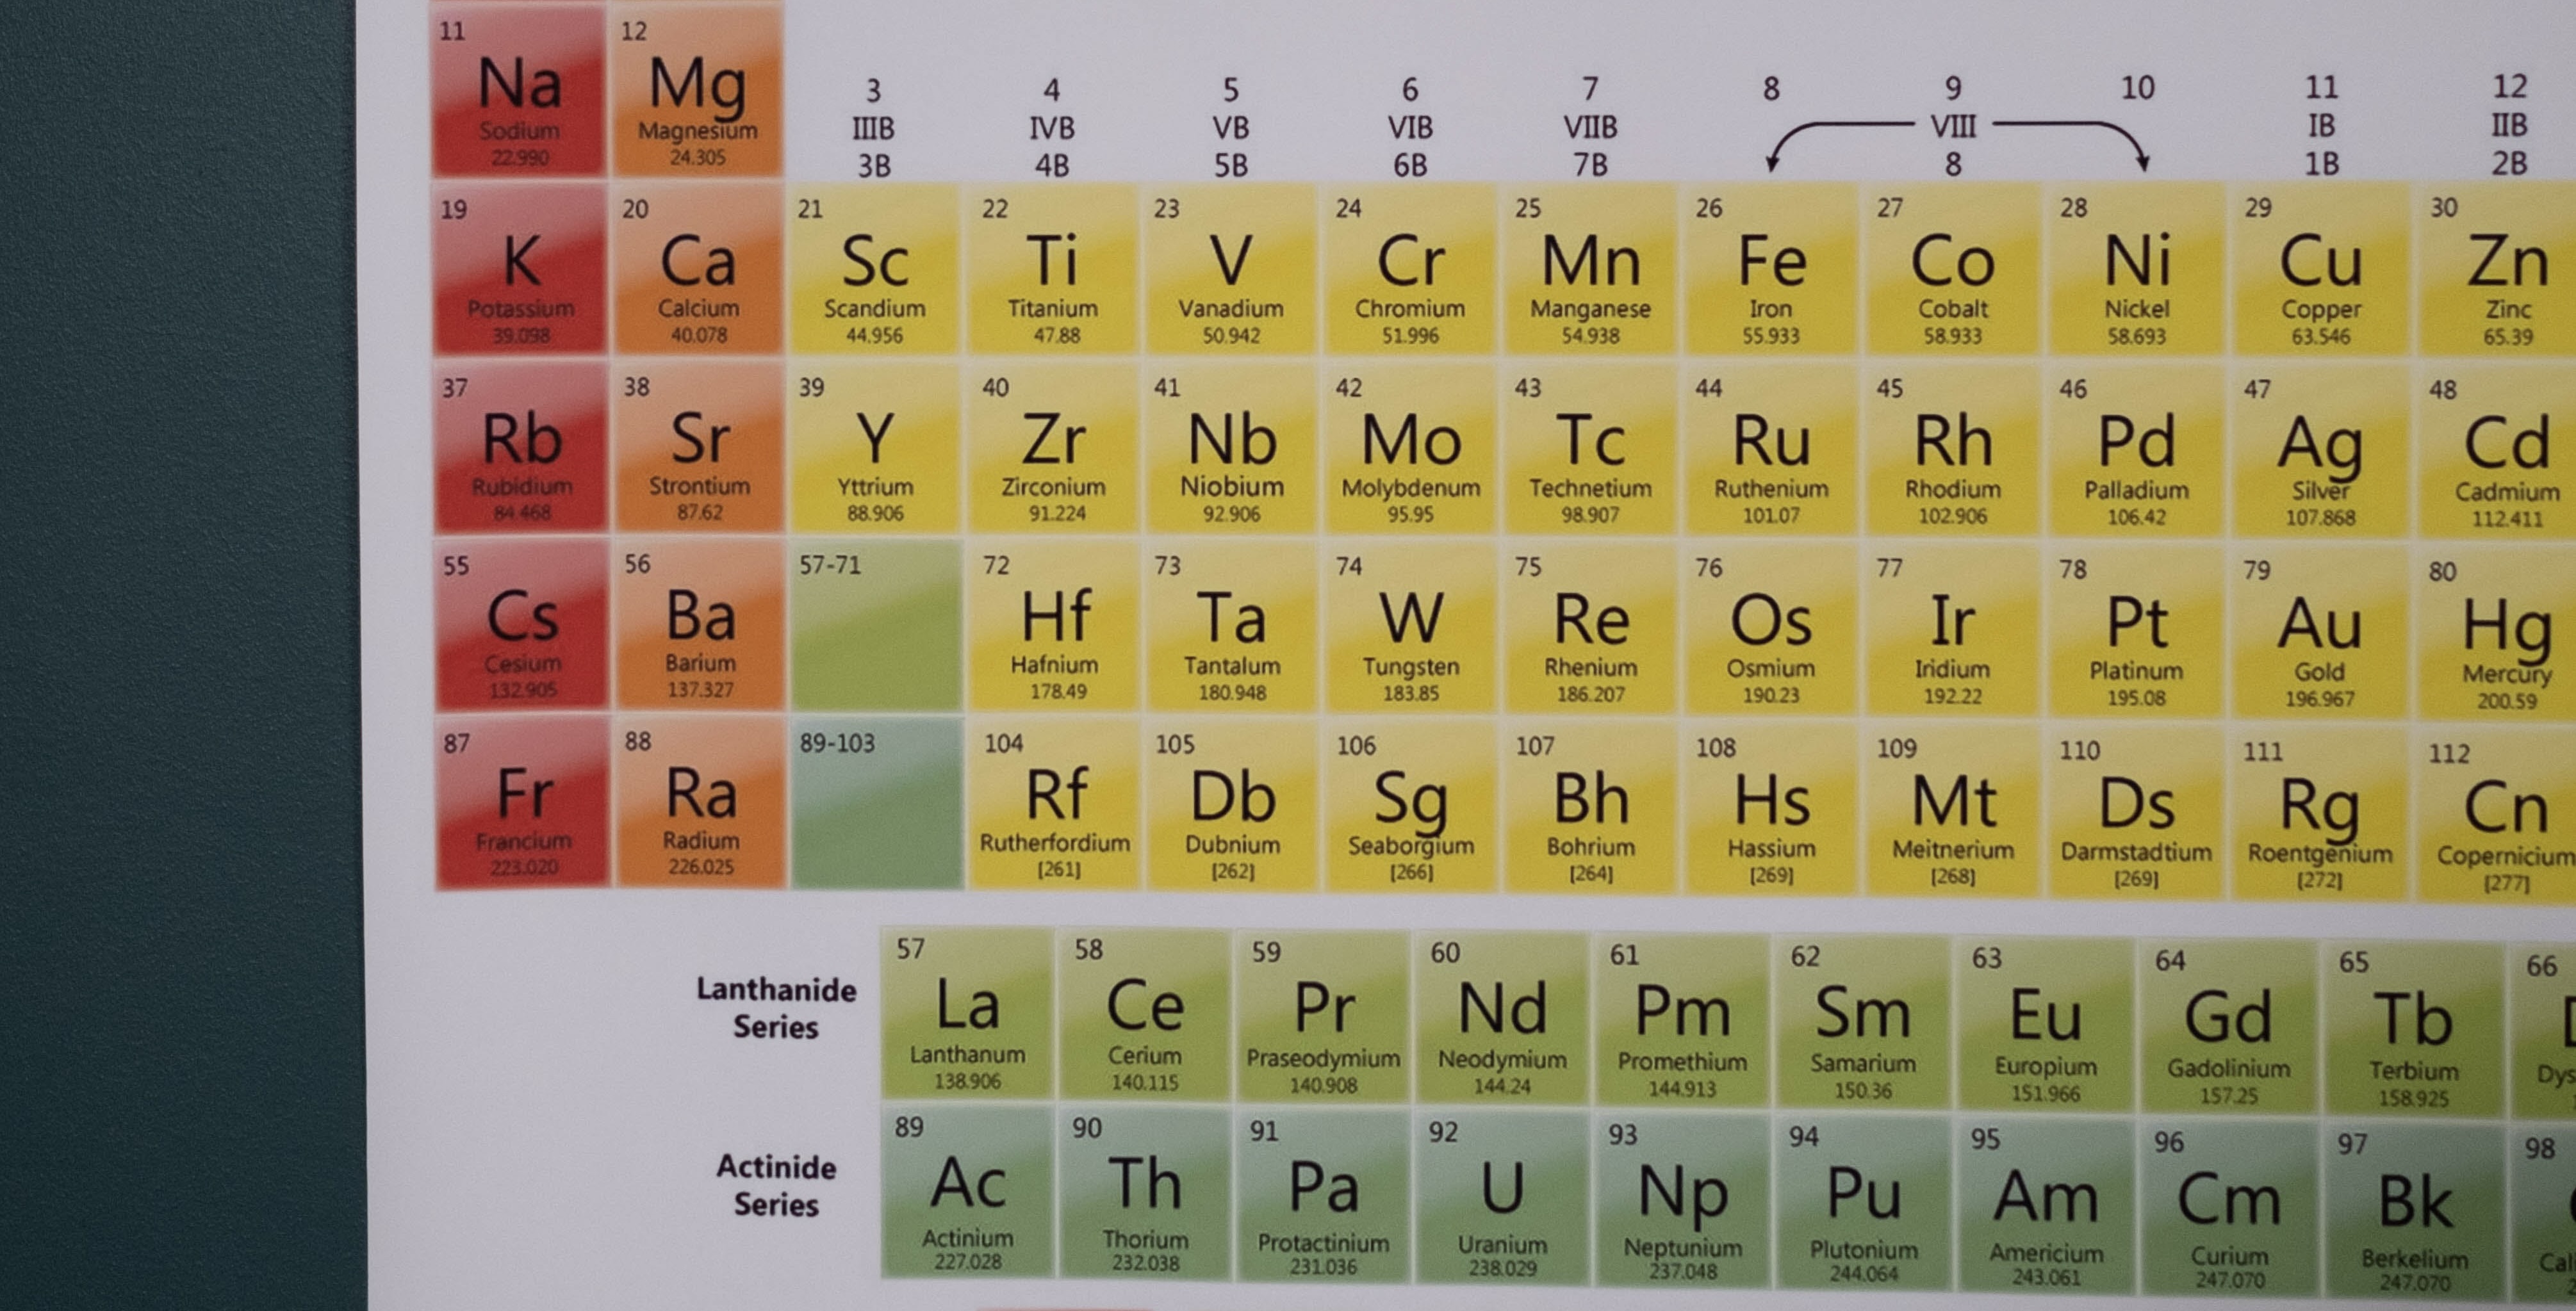 11 12
Na Mg
Sodium Magnesium
22.990 24.305
3 4 5 6 7 8 9 10 11 12
IIIB IVB VB VIB VIIB VIII IB IIB
3B 4B 5B 6B 7B 8 1B 2B
19 20 21 22 23 24 25 26 27 28 29 30
K Ca Sc Ti V Cr Mn Fe Co Ni Cu Zn
Potassium Calcium Scandium Titanium Vanadium Chromium Manganese Iron Cobalt Nickel Copper Zinc
39.098 40.078 44.956 47.88 50.942 51.996 54.938 55.933 58.933 58.693 63.546 65.39
37 38 39 40 41 42 43 44 45 46 47 48
Rb Sr Y Zr Nb Mo Tc Ru Rh Pd Ag Cd
Rubidium Strontium Yttrium Zirconium Niobium Molybdenum Technetium Ruthenium Rhodium Palladium Silver Cadmium
84.468 87.62 88.906 91.224 92.906 95.95 98.907 101.07 102.906 106.42 107.868 112.411
55 56 57-71 72 73 74 75 76 77 78 79 80
Cs Ba Hf Ta W Re Os Ir Pt Au Hg
Cesium Barium Hafnium Tantalum Tungsten Rhenium Osmium Iridium Platinum Gold Mercury
132.905 137.327 178.49 180.948 183.85 186.207 190.23 192.22 195.08 196.967 200.59
87 88 89-103 104 105 106 107 108 109 110 111 112
Fr Ra Rf Db Sg Bh Hs Mt Ds Rg Cn
Francium Radium Rutherfordium Dubnium Seaborgium Bohrium Hassium Meitnerium Darmstadtium Roentgenium Copernicium
223.020 226.025 [261] [262] [266] [264] [269] [268] [269] [272] [277]
57 58 59 60 61 62 63 64 65 66
Lanthanide
Series
La Ce Pr Nd Pm Sm Eu Gd Tb
Lanthanum Cerium Praseodymium Neodymium Promethium Samarium Europium Gadolinium Terbium Dys
138.906 140.115 140.908 144.24 144.913 150.36 151.966 157.25 158.925
89 90 91 92 93 94 95 96 97 98
Actinide
Series
Ac Th Pa U Np Pu Am Cm Bk
Actinium Thorium Protactinium Uranium Neptunium Plutonium Americium Curium Berkelium Cal
227.028 232.038 231.036 238.029 237.048 244.064 243.061 247.070 247.070